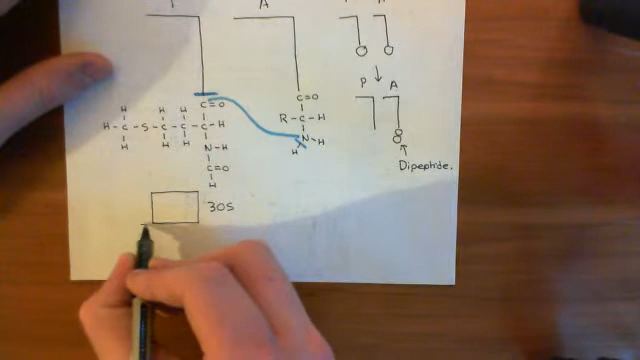 A
P A
C=O
C=O
H H H
R-C-H
H-C-S-C-C-C-H
N-H
H H H
H
N-H
C=O
H
Dipeptide.
30S